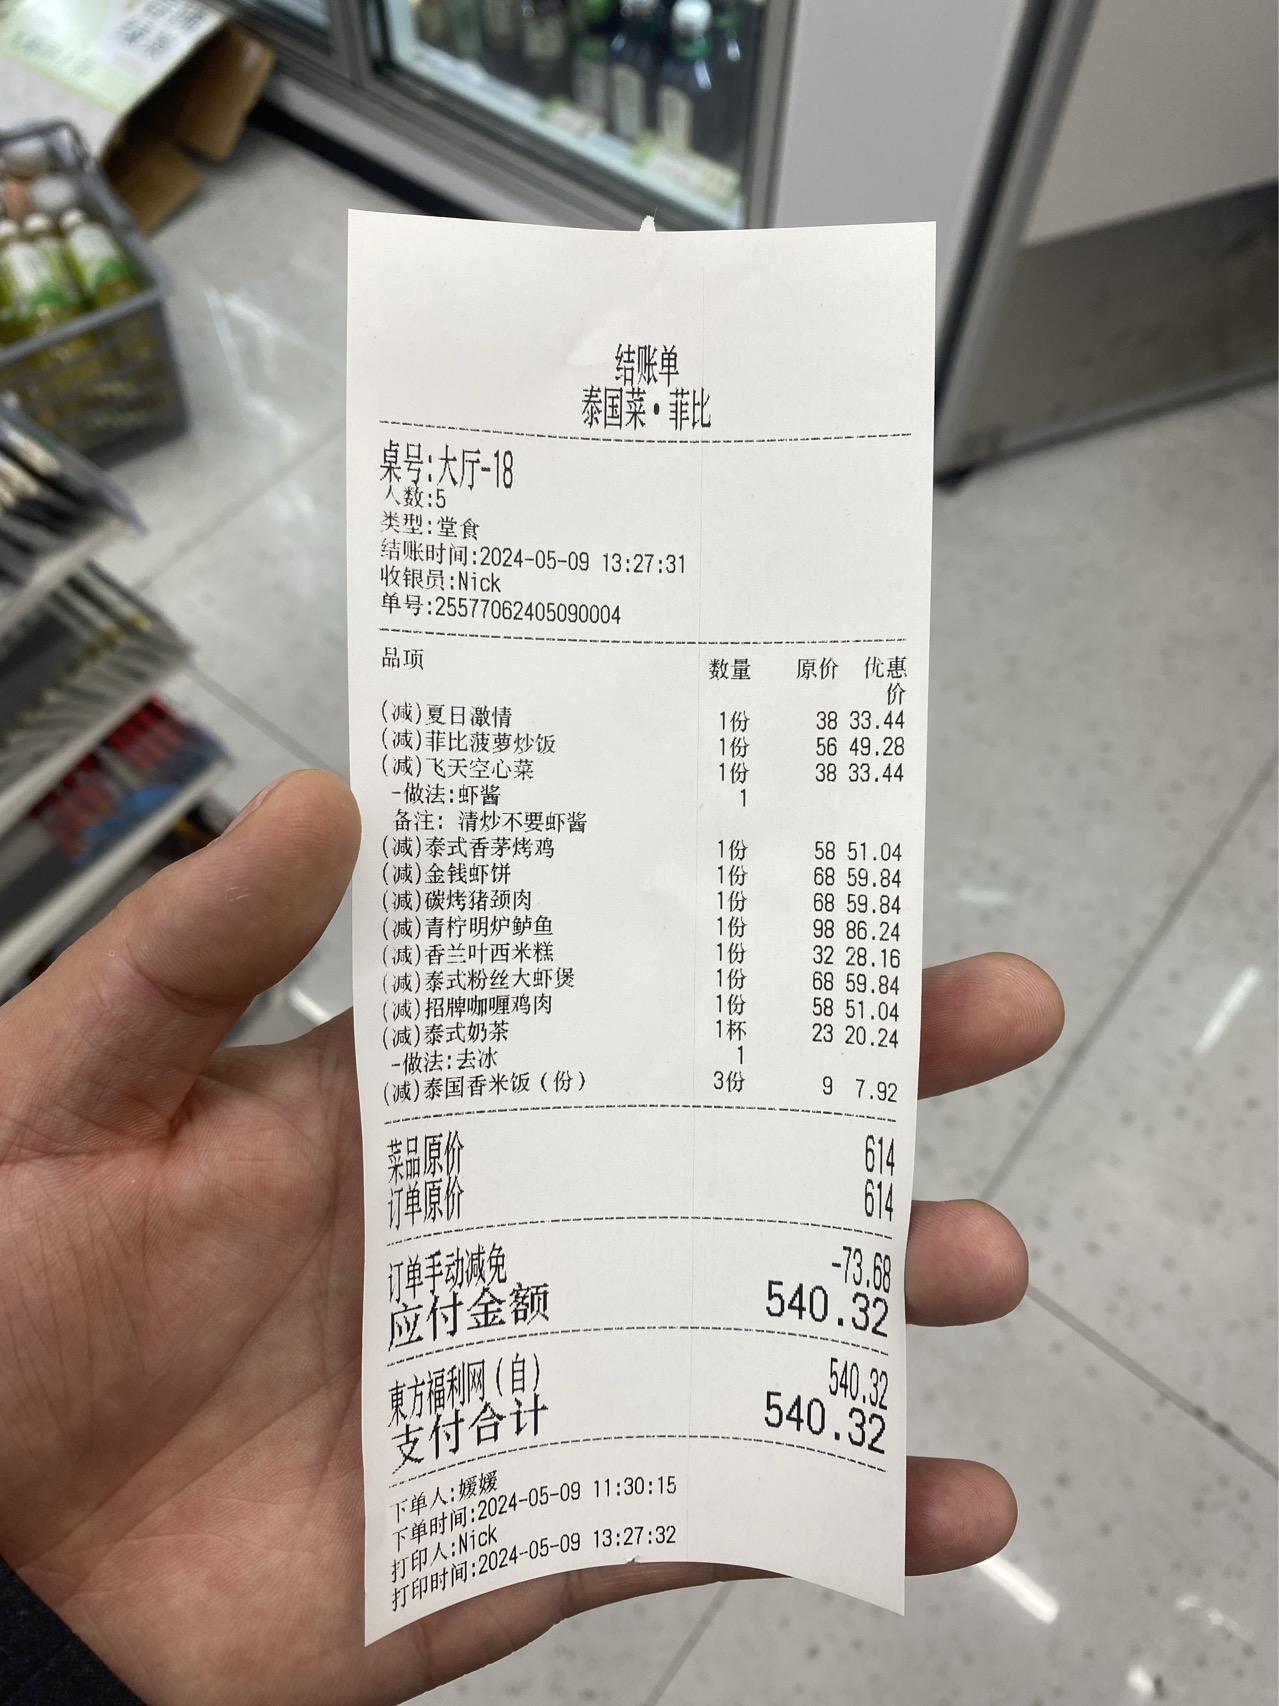 结账单
泰国菜·菲比
桌号:大厅-18
人数:5
类型:堂食
结账时间:2024-05-09 13:27:31
收银员:Nick
单号:25577062405090004
品项 数量 原价 优惠价
(减)夏日激情 1份 38 33.44
(减)菲比菠萝炒饭 1份 56 49.28
(减)飞天空心菜 1份 38 33.44
-做法:虾酱 1
备注: 清炒不要虾酱
(减)泰式香茅烤鸡 1份 58 51.04
(减)金钱虾饼 1份 68 59.84
(减)碳烤猪颈肉 1份 68 59.84
(减)青柠明炉鲈鱼 1份 98 86.24
(减)香兰叶西米糕 1份 32 28.16
(减)泰式粉丝大虾煲 1份 68 59.84
(减)招牌咖喱鸡肉 1份 58 51.04
(减)泰式奶茶 1杯 23 20.24
-做法:去冰 1
(减)泰国香米饭(份) 3份 9 7.92
菜品原价 614
订单原价 614
订单手动减免 -73.68
应付金额 540.32
東方福利网(自) 540.32
支付合计 540.32
下单人:媛媛
下单时间:2024-05-09 11:30:15
打印人:Nick
打印时间:2024-05-09 13:27:32